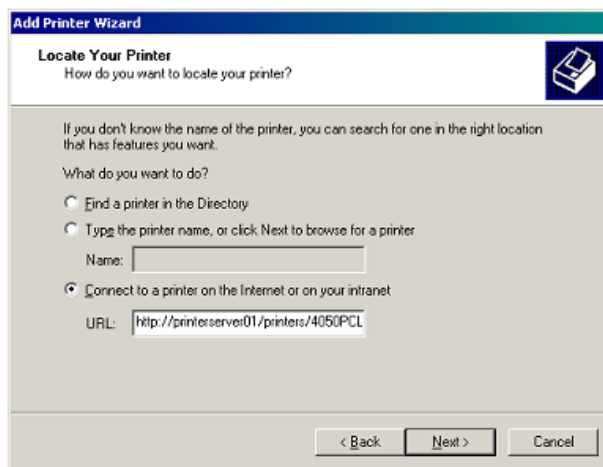 Add Printer Wizard
Locate Your Printer
How do you want to locate your printer?
If you don't know the name of the printer, you can search for one in the right location
that has features you want.
What do you want to do?
Find a printer in the Directory
Type the printer name, or click Next to browse for a printer
Name:
Connect to a printer on the Internet or on your intranet
URL: http://printerserver01/printers/4050PCL
< Back Next > Cancel